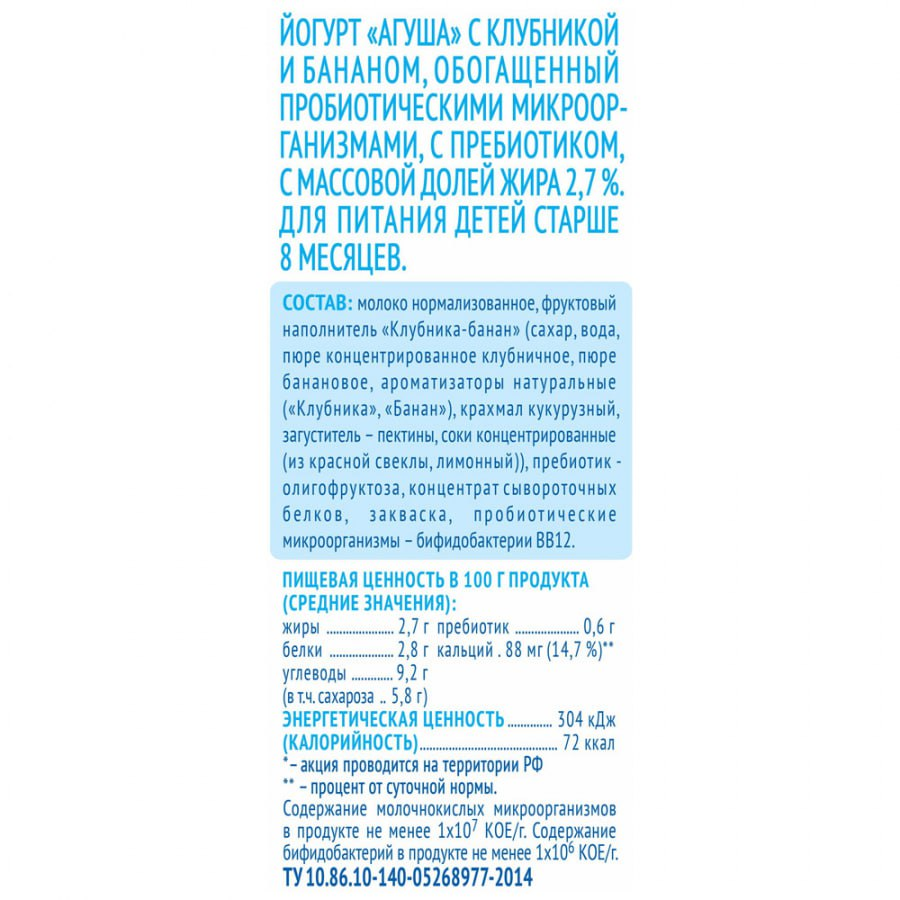 ЙОГУРТ «АГУША» С КЛУБНИКОЙ
И БАНАНОМ, ОБОГАЩЕННЫЙ
ПРОБИОТИЧЕСКИМИ МИКРООР-
ГАНИЗМАМИ, С ПРЕБИОТИКОМ,
С МАССОВОЙ ДОЛЕЙ ЖИРА 2,7 %.
ДЛЯ ПИТАНИЯ ДЕТЕЙ СТАРШЕ
8 МЕСЯЦЕВ.
СОСТАВ: молоко нормализованное, фруктовый
наполнитель «Клубника-банан» (сахар, вода,
пюре концентрированное клубничное, пюре
банановое, ароматизаторы натуральные
(«Клубника», «Банан»), крахмал кукурузный,
загуститель – пектины, соки концентрированные
(из красной свеклы, лимонный)), пребиотик -
олигофруктоза, концентрат сывороточных
белков, закваска, пробиотические
микроорганизмы – бифидобактерии BB12.
ПИЩЕВАЯ ЦЕННОСТЬ В 100 Г ПРОДУКТА
(СРЕДНИЕ ЗНАЧЕНИЯ):
жиры ..................... 2,7 г пребиотик .................... 0,6 г
белки .................... 2,8 г кальций . 88 мг (14,7 %)**
углеводы ............. 9,2 г
(в т.ч. сахароза .. 5,8 г)
ЭНЕРГЕТИЧЕСКАЯ ЦЕННОСТЬ .............. 304 кДж
(КАЛОРИЙНОСТЬ) ........................................... 72 ккал
* – акция проводится на территории РФ
** – процент от суточной нормы.
Содержание молочнокислых микроорганизмов
в продукте не менее 1х10⁷ КОЕ/г. Содержание
бифидобактерий в продукте не менее 1х10⁶ КОЕ/г.
ТУ 10.86.10-140-05268977-2014